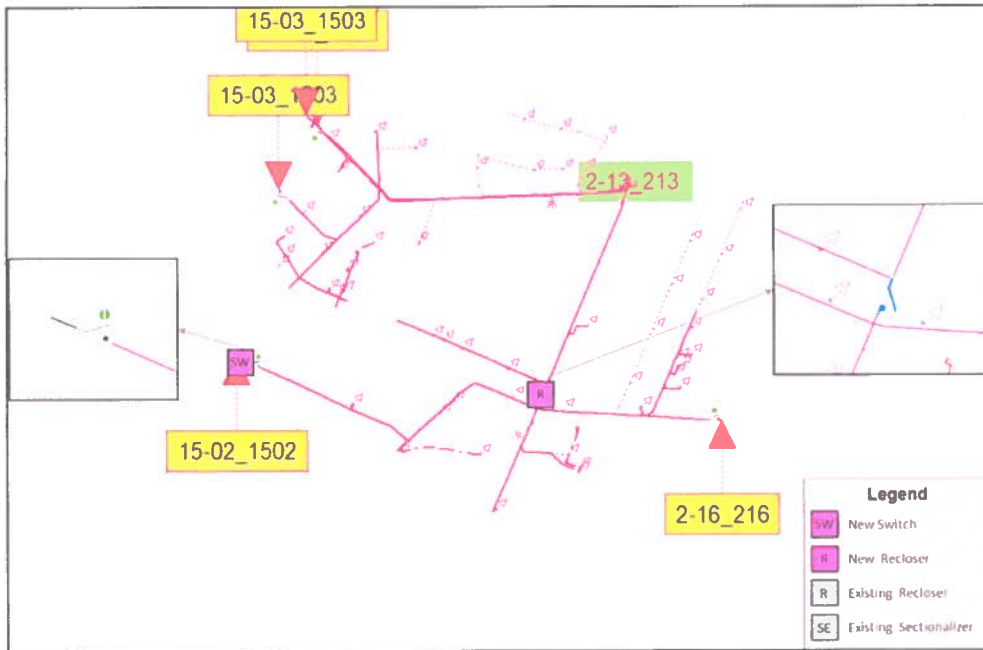 15-03_1503
15-03_1503
2-13_213
SW
R
15-02_1502
2-16_216
Legend
SW New Switch
R New Recloser
R Existing Recloser
SE Existing Sectionalizer